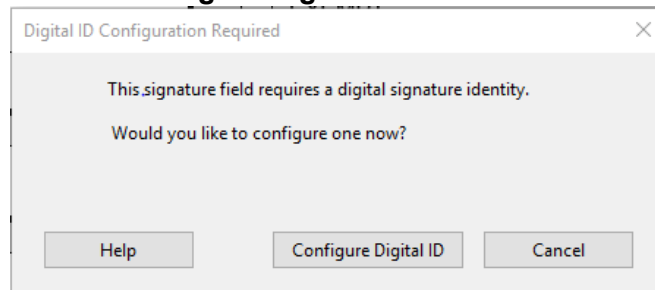 Digital ID Configuration Required
This signature field requires a digital signature identity.
Would you like to configure one now?
Help
Configure Digital ID
Cancel